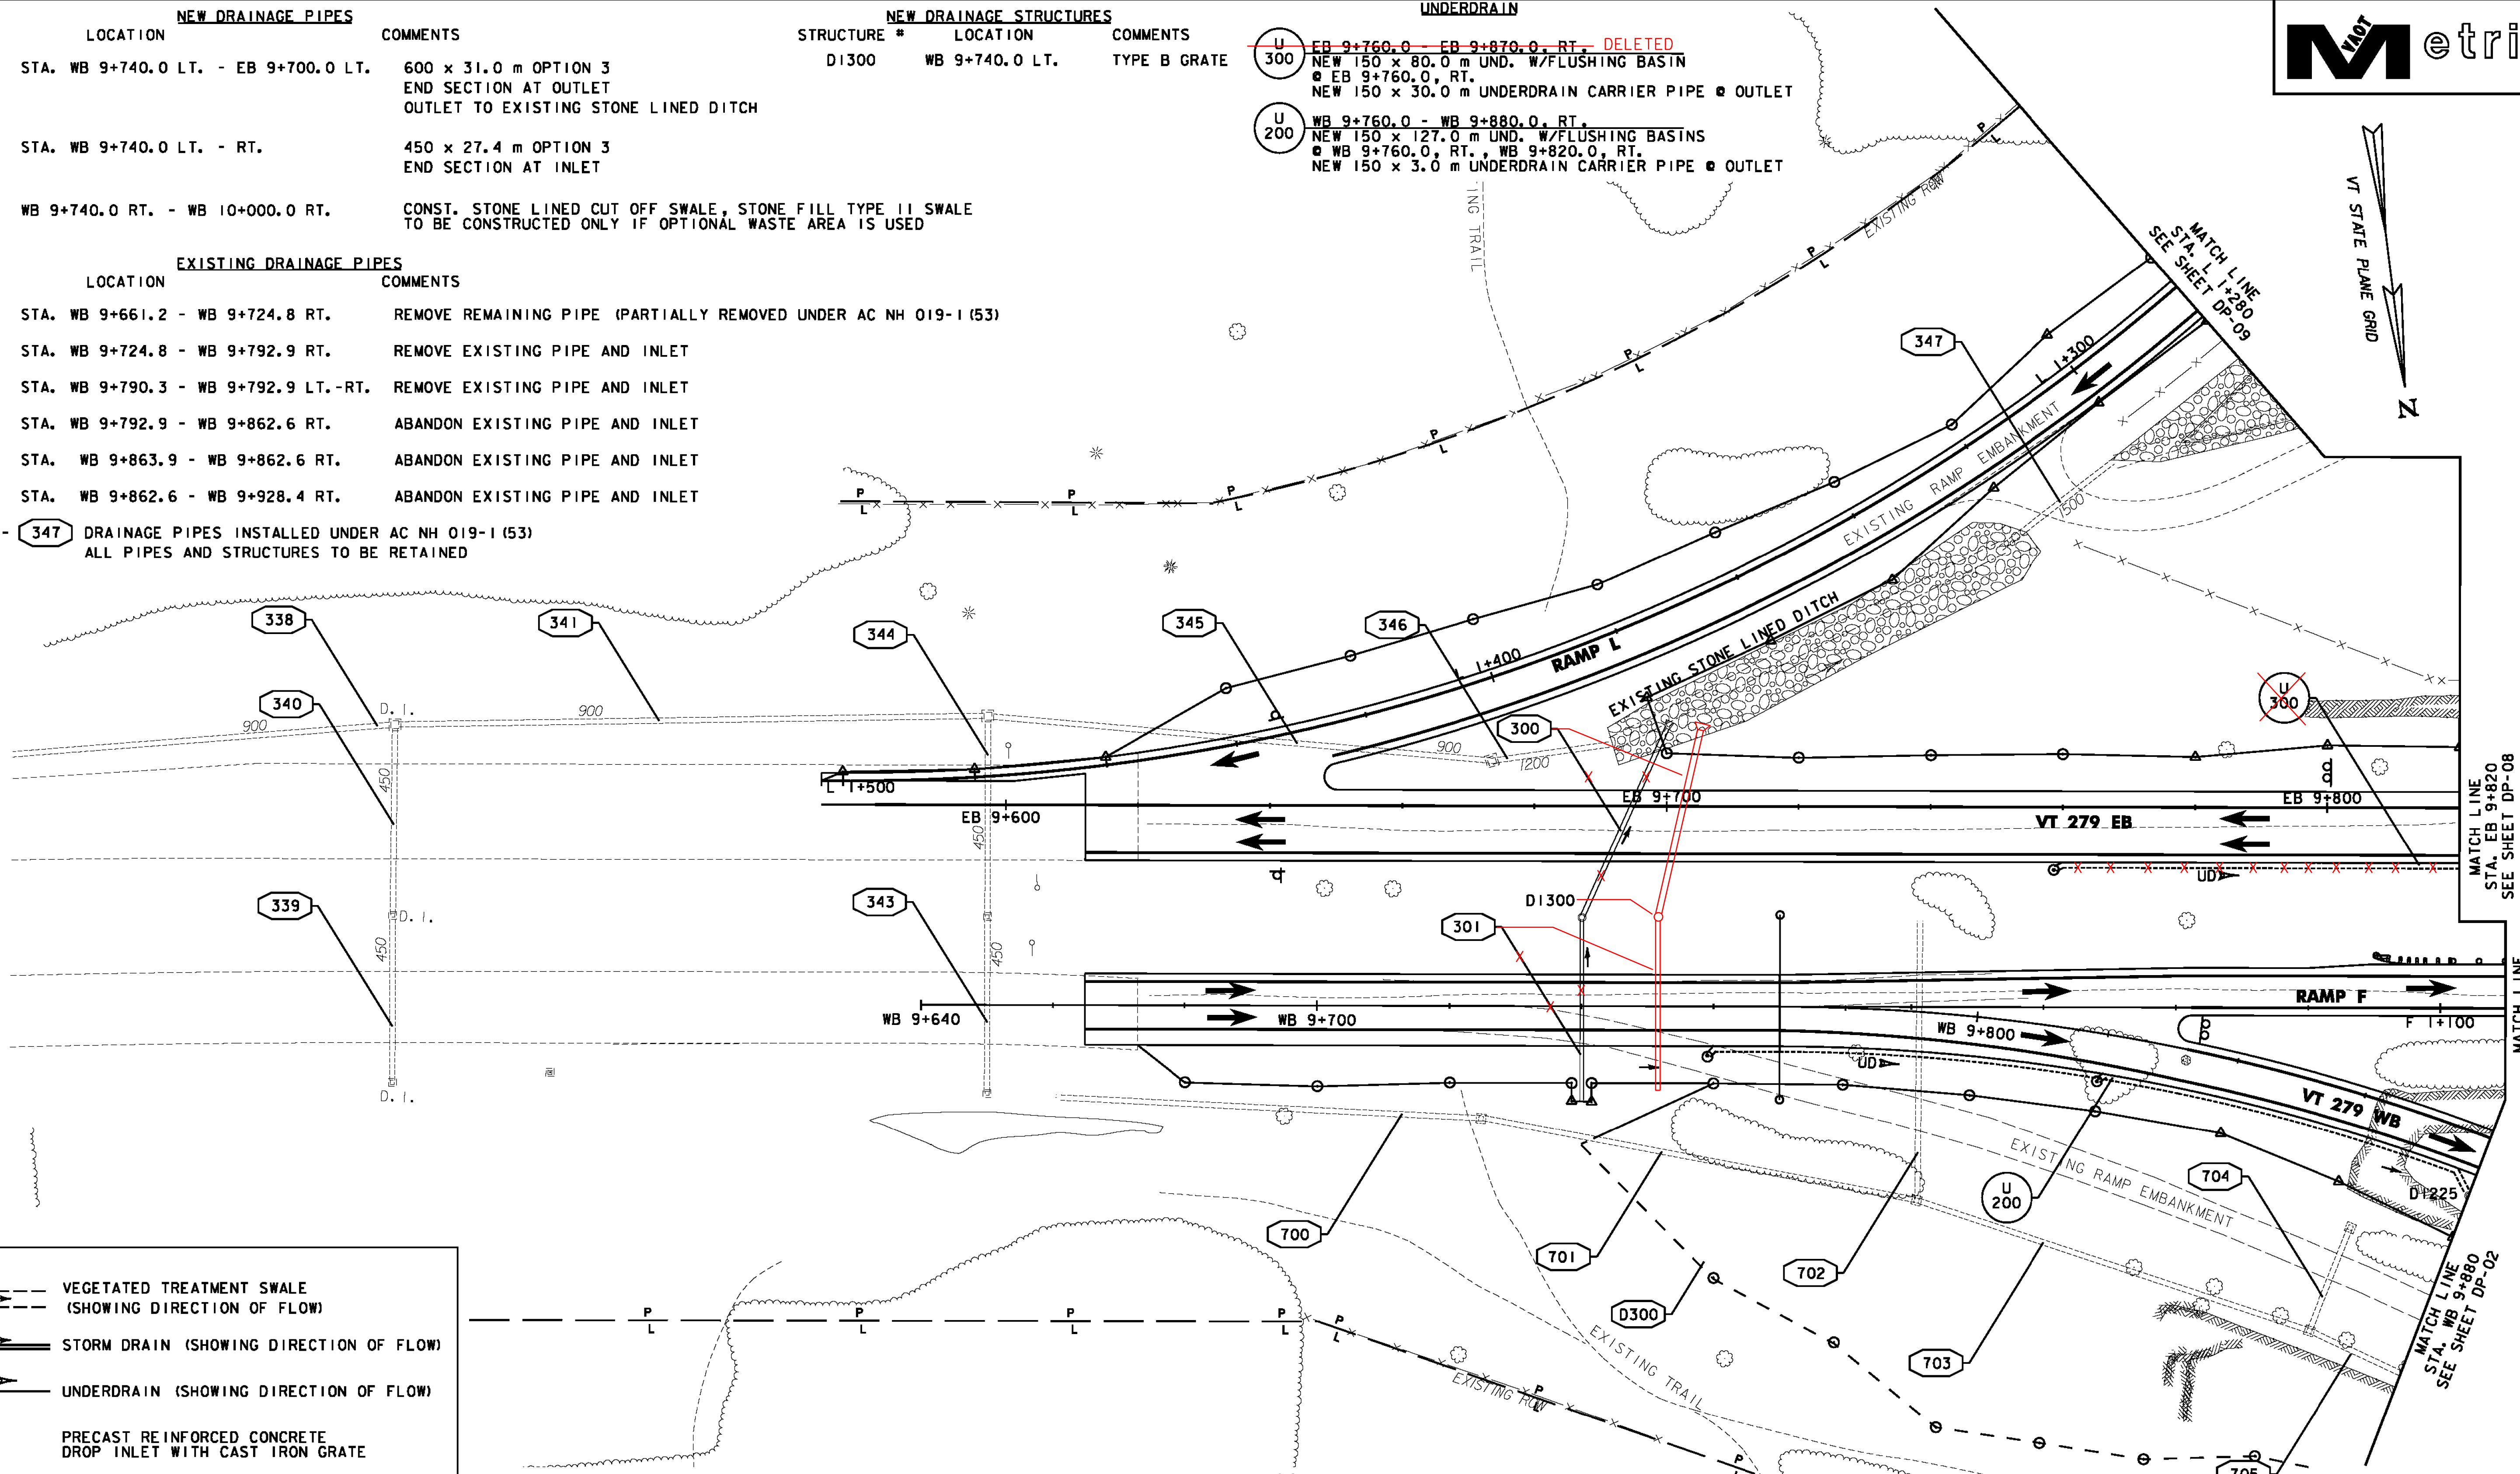 NEW DRAINAGE PIPES
LOCATION COMMENTS
STA. WB 9+740.0 LT. - EB 9+700.0 LT. 600 x 31.0 m OPTION 3
END SECTION AT OUTLET
OUTLET TO EXISTING STONE LINED DITCH
STA. WB 9+740.0 LT. - RT. 450 x 27.4 m OPTION 3
END SECTION AT INLET
WB 9+740.0 RT. - WB 10+000.0 RT. CONST. STONE LINED CUT OFF SWALE, STONE FILL TYPE II SWALE
TO BE CONSTRUCTED ONLY IF OPTIONAL WASTE AREA IS USED
EXISTING DRAINAGE PIPES
LOCATION COMMENTS
STA. WB 9+661.2 - WB 9+724.8 RT. REMOVE REMAINING PIPE (PARTIALLY REMOVED UNDER AC NH 019-1(53)
STA. WB 9+724.8 - WB 9+792.9 RT. REMOVE EXISTING PIPE AND INLET
STA. WB 9+790.3 - WB 9+792.9 LT.-RT. REMOVE EXISTING PIPE AND INLET
STA. WB 9+792.9 - WB 9+862.6 RT. ABANDON EXISTING PIPE AND INLET
STA. WB 9+863.9 - WB 9+862.6 RT. ABANDON EXISTING PIPE AND INLET
STA. WB 9+862.6 - WB 9+928.4 RT. ABANDON EXISTING PIPE AND INLET
- 347 DRAINAGE PIPES INSTALLED UNDER AC NH 019-1(53)
ALL PIPES AND STRUCTURES TO BE RETAINED
NEW DRAINAGE STRUCTURES
STRUCTURE # LOCATION COMMENTS
DI300 WB 9+740.0 LT. TYPE B GRATE
UNDERDRAIN
U 300 EB 9+760.0 - EB 9+870.0, RT. DELETED
NEW 150 x 80.0 m UND. W/FLUSHING BASIN
@ EB 9+760.0, RT.
NEW 150 x 30.0 m UNDERDRAIN CARRIER PIPE @ OUTLET
U 200 WB 9+760.0 - WB 9+880.0, RT.
NEW 150 x 127.0 m UND. W/FLUSHING BASINS
@ WB 9+760.0, RT., WB 9+820.0, RT.
NEW 150 x 3.0 m UNDERDRAIN CARRIER PIPE @ OUTLET
VAOT
Metri
VT STATE PLANE GRID
N
MATCH LINE
STA. L 1+280
SEE SHEET DP-09
ING TRAIL
EXISTING ROW
P L
P L
P L
P L
P L
P L
P L
347
L 1+300
EXISTING RAMP EMBANKMENT
1500
338
341
344
345
346
340
L 1+400
RAMP L
EXISTING STONE LINED DITCH
U 300
D.I.
900
900
900
1200
300
450
450
L 1+500
EB 9+600
EB 9+700
EB 9+800
VT 279 EB
MATCH LINE
STA. EB 9+820
SEE SHEET DP-08
UD
339
343
D.I.
DI300
301
450
450
WB 9+640
WB 9+700
WB 9+800
RAMP F
F 1+100
MATCH LINE
UD
D.I.
VT 279 WB
DI225
EXISTING RAMP EMBANKMENT
700
701
702
U 200
704
D300
703
705
MATCH LINE
STA. WB 9+880
SEE SHEET DP-02
P L
P L
P L
P L
P L
P L
P L
EXISTING ROW
EXISTING TRAIL
VEGETATED TREATMENT SWALE
(SHOWING DIRECTION OF FLOW)
STORM DRAIN (SHOWING DIRECTION OF FLOW)
UNDERDRAIN (SHOWING DIRECTION OF FLOW)
PRECAST REINFORCED CONCRETE
DROP INLET WITH CAST IRON GRATE